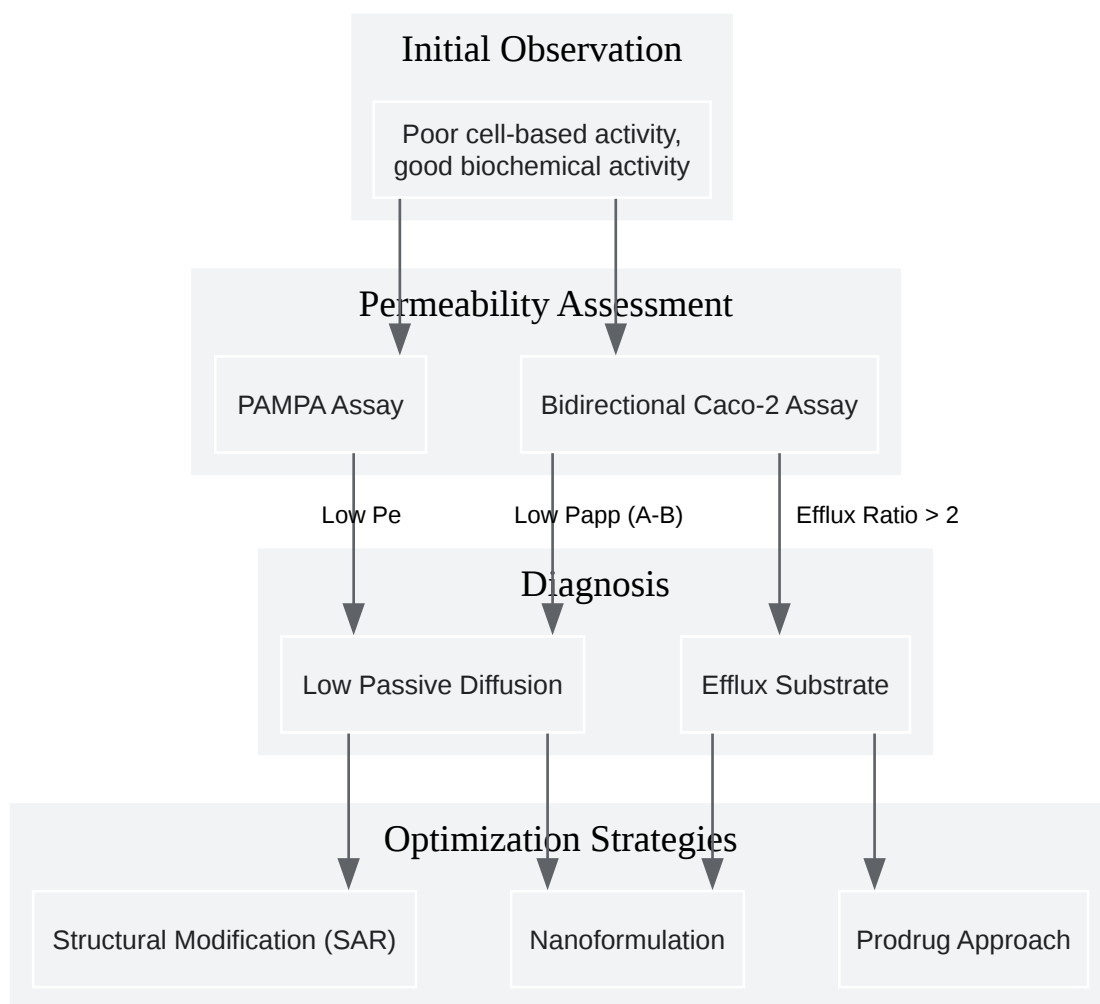 Initial Observation
Poor cell-based activity,
good biochemical activity
Permeability Assessment
PAMPA Assay
Bidirectional Caco-2 Assay
Low Pe
Low Papp (A-B)
Efflux Ratio > 2
Diagnosis
Low Passive Diffusion
Efflux Substrate
Optimization Strategies
Structural Modification (SAR)
Nanoformulation
Prodrug Approach